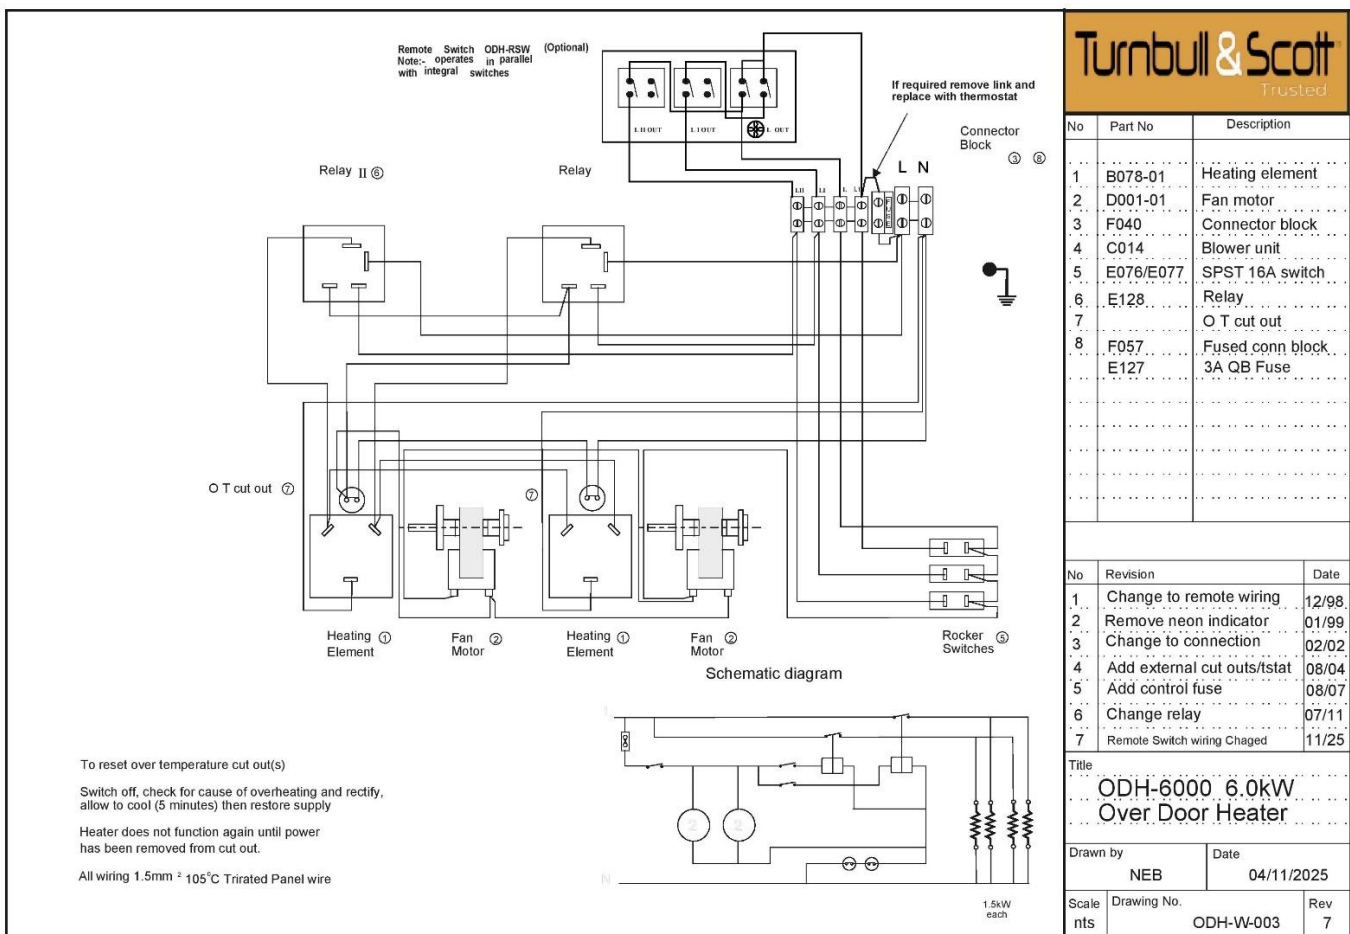 Remote Switch ODH-RSW (Optional)
Note:- operates in parallel
with integral switches
If required remove link and
replace with thermostat
L II OUT
L I OUT
L OUT
Connector
Block
③ ⑧
Relay II ⑥
Relay
LII
LI
L
L N
FUSE
O T cut out ⑦
⑦
Heating ①
Element
Fan ②
Motor
Heating ①
Element
Fan ②
Motor
Rocker ⑤
Switches
Schematic diagram
L
2
2
N
1.5kW
each
To reset over temperature cut out(s)
Switch off, check for cause of overheating and rectify,
allow to cool (5 minutes) then restore supply
Heater does not function again until power
has been removed from cut out.
All wiring 1.5mm ² 105°C Trirated Panel wire
Turnbull & Scott
Trusted.
No Part No Description
1 B078-01 Heating element
2 D001-01 Fan motor
3 F040 Connector block
4 C014 Blower unit
5 E076/E077 SPST 16A switch
6 E128 Relay
7 O T cut out
8 F057 Fused conn block
E127 3A QB Fuse
No Revision Date
1 Change to remote wiring 12/98
2 Remove neon indicator 01/99
3 Change to connection 02/02
4 Add external cut outs/tstat 08/04
5 Add control fuse 08/07
6 Change relay 07/11
7 Remote Switch wiring Chaged 11/25
Title
ODH-6000 6.0kW
Over Door Heater
Drawn by Date
NEB 04/11/2025
Scale Drawing No. Rev
nts ODH-W-003 7